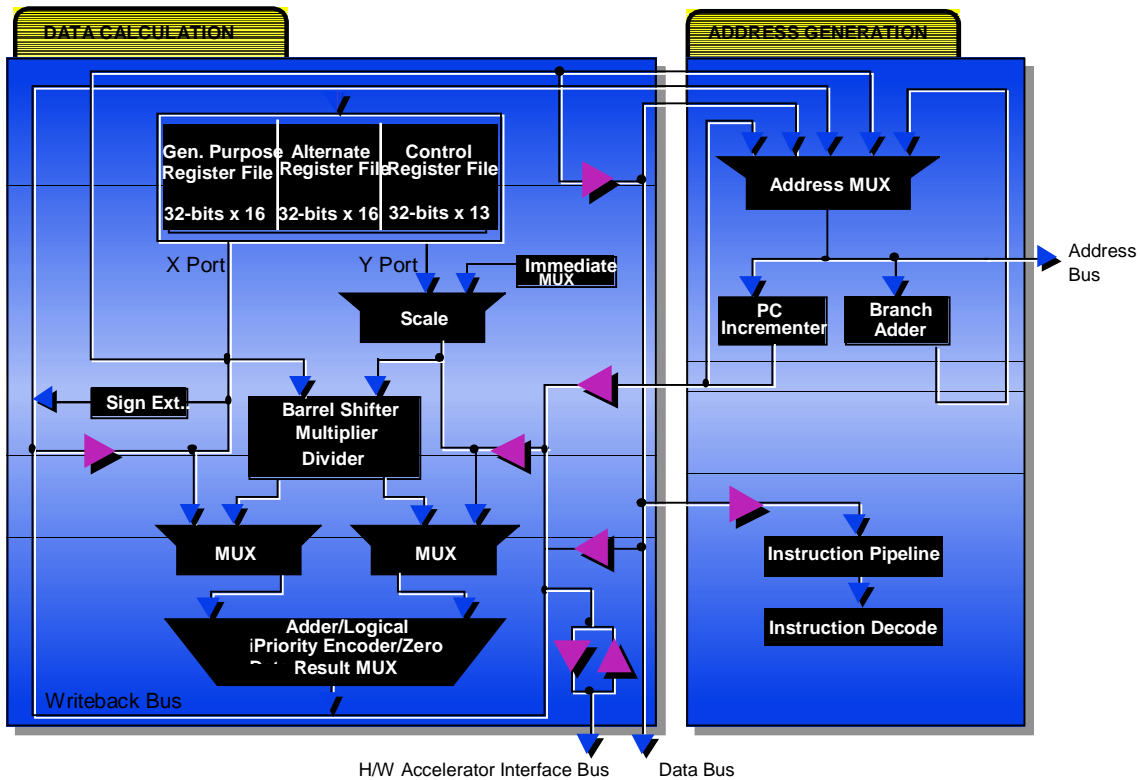 DATA CALCULATION
ADDRESS GENERATION
Gen. Purpose
Register File
32-bits x 16
Alternate
Register File
32-bits x 16
Control
Register File
32-bits x 13
Address MUX
X Port
Y Port
Immediate
MUX
Address
Bus
Scale
PC
Incrementer
Branch
Adder
Sign Ext..
Barrel Shifter
Multiplier
Divider
MUX
MUX
Instruction Pipeline
Instruction Decode
Adder/Logical
iPriority Encoder/Zero
Result MUX
Writeback Bus
H/W Accelerator Interface Bus
Data Bus